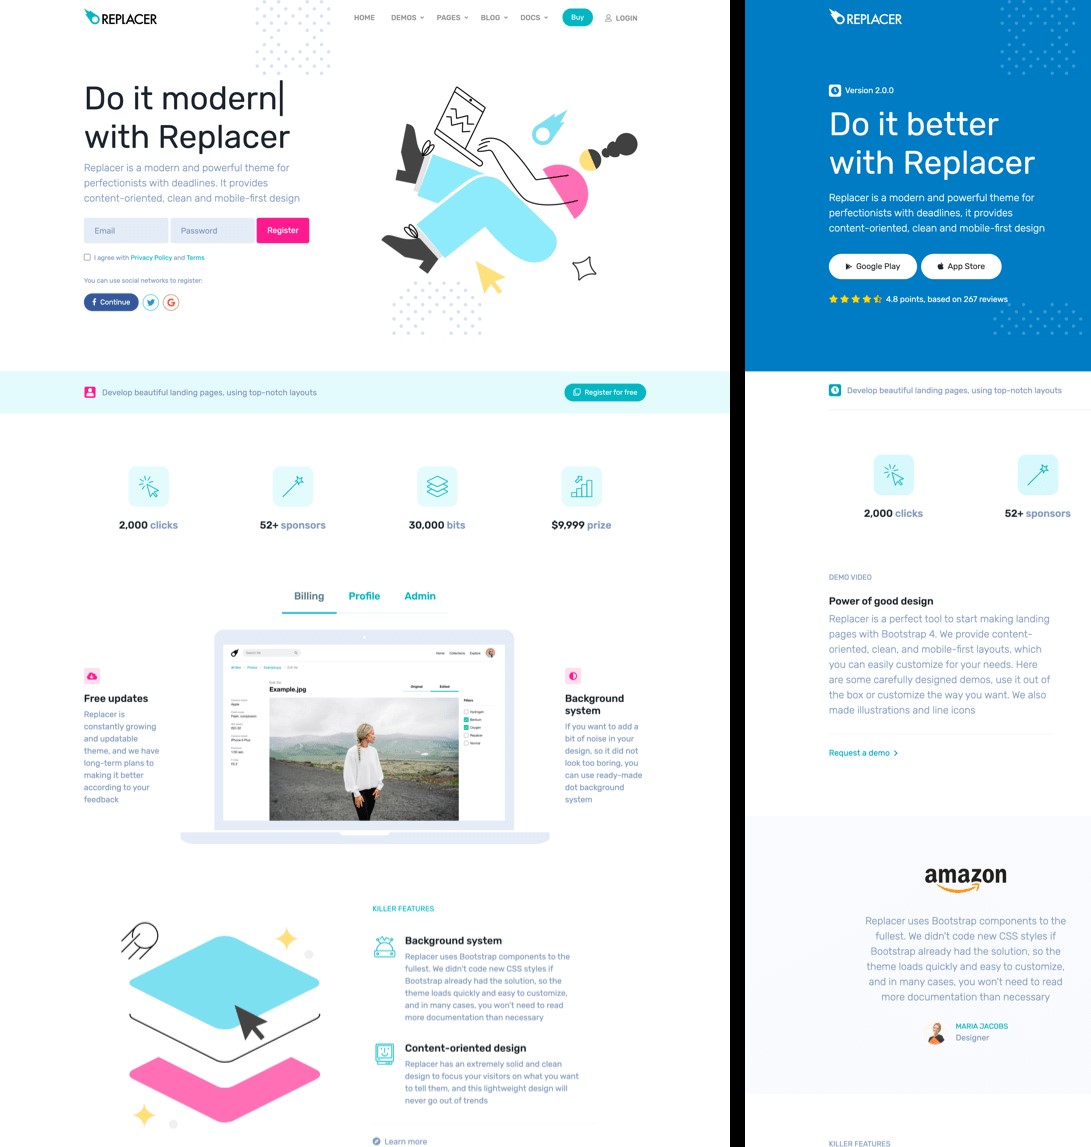 REPLACER
HOME DEMOS PAGES BLOG DOCS Buy LOGIN
Do it modern|
with Replacer
Replacer is a modern and powerful theme for
perfectionists with deadlines. It provides
content-oriented, clean and mobile-first design
Email Password Register
I agree with Privacy Policy and Terms
You can use social networks to register:
Continue
Develop beautiful landing pages, using top-notch layouts
Register for free
2,000 clicks
52+ sponsors
30,000 bits
$9,999 prize
Billing Profile Admin
Free updates
Replacer is
constantly growing
and updatable
theme, and we have
long-term plans to
making it better
according to your
feedback
Home Collections Explore
Example.jpg
Original Edited
Filters
Hydrogen
Oxygen
Replacer
Normal
Background
system
If you want to add a
bit of noise in your
design, so it did not
look too boring, you
can use ready-made
dot background
system
KILLER FEATURES
Background system
Replacer uses Bootstrap components to the
fullest. We didn't code new CSS styles if
Bootstrap already had the solution, so the
theme loads quickly and easy to customize,
and in many cases, you won't need to read
more documentation than necessary
Content-oriented design
Replacer has an extremely solid and clean
design to focus your visitors on what you want
to tell them, and this lightweight design will
never go out of trends
Learn more
REPLACER
Version 2.0.0
Do it better
with Replacer
Replacer is a modern and powerful theme for
perfectionists with deadlines, it provides
content-oriented, clean and mobile-first design
Google Play App Store
4.8 points, based on 267 reviews
Develop beautiful landing pages, using top-notch layouts
2,000 clicks
52+ sponsors
DEMO VIDEO
Power of good design
Replacer is a perfect tool to start making landing
pages with Bootstrap 4. We provide content-
oriented, clean, and mobile-first layouts, which
you can easily customize for your needs. Here
are some carefully designed demos, use it out of
the box or customize the way you want. We also
made illustrations and line icons
Request a demo
amazon
Replacer uses Bootstrap components to the
fullest. We didn't code new CSS styles if
Bootstrap already had the solution, so the
theme loads quickly and easy to customize,
and in many cases, you won't need to read
more documentation than necessary
MARIA JACOBS
Designer
KILLER FEATURES